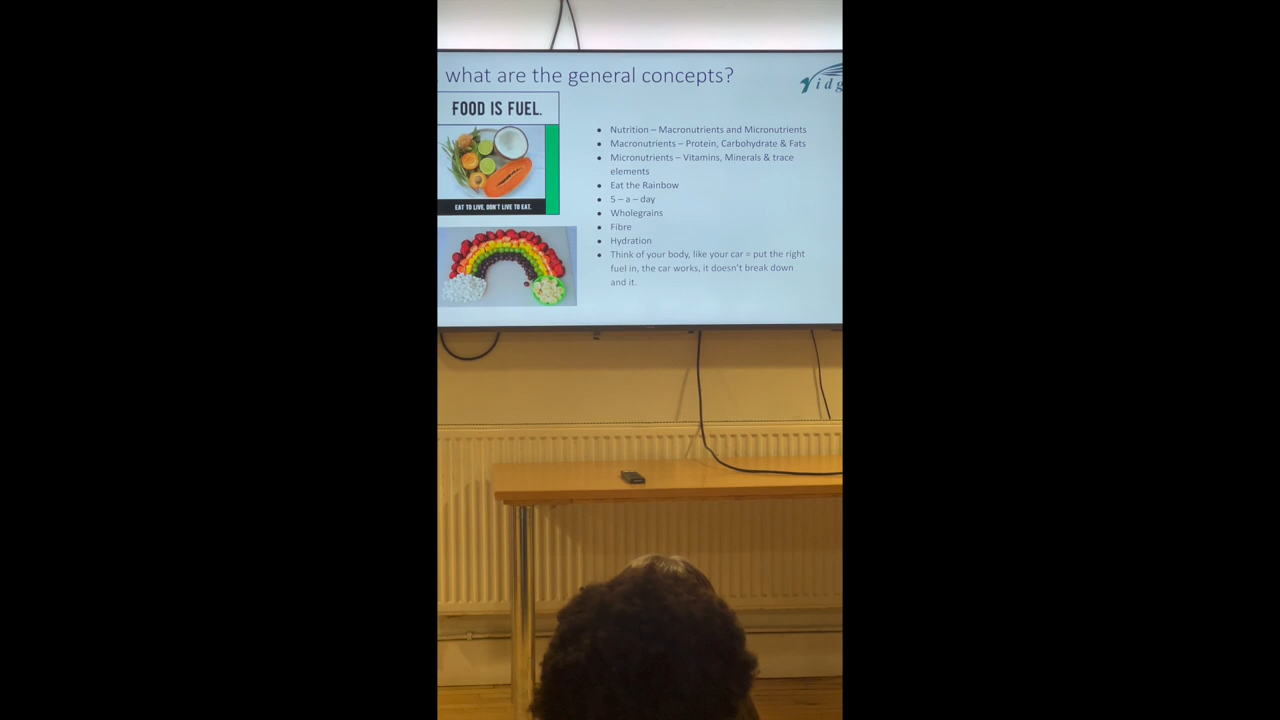 what are the general concepts?
FOOD IS FUEL.
EAT TO LIVE, DON'T LIVE TO EAT.
• Nutrition – Macronutrients and Micronutrients
• Macronutrients – Protein, Carbohydrate & Fats
• Micronutrients – Vitamins, Minerals & trace
elements
• Eat the Rainbow
• 5 – a – day
• Wholegrains
• Fibre
• Hydration
• Think of your body, like your car = put the right
fuel in, the car works, it doesn't break down
and it.